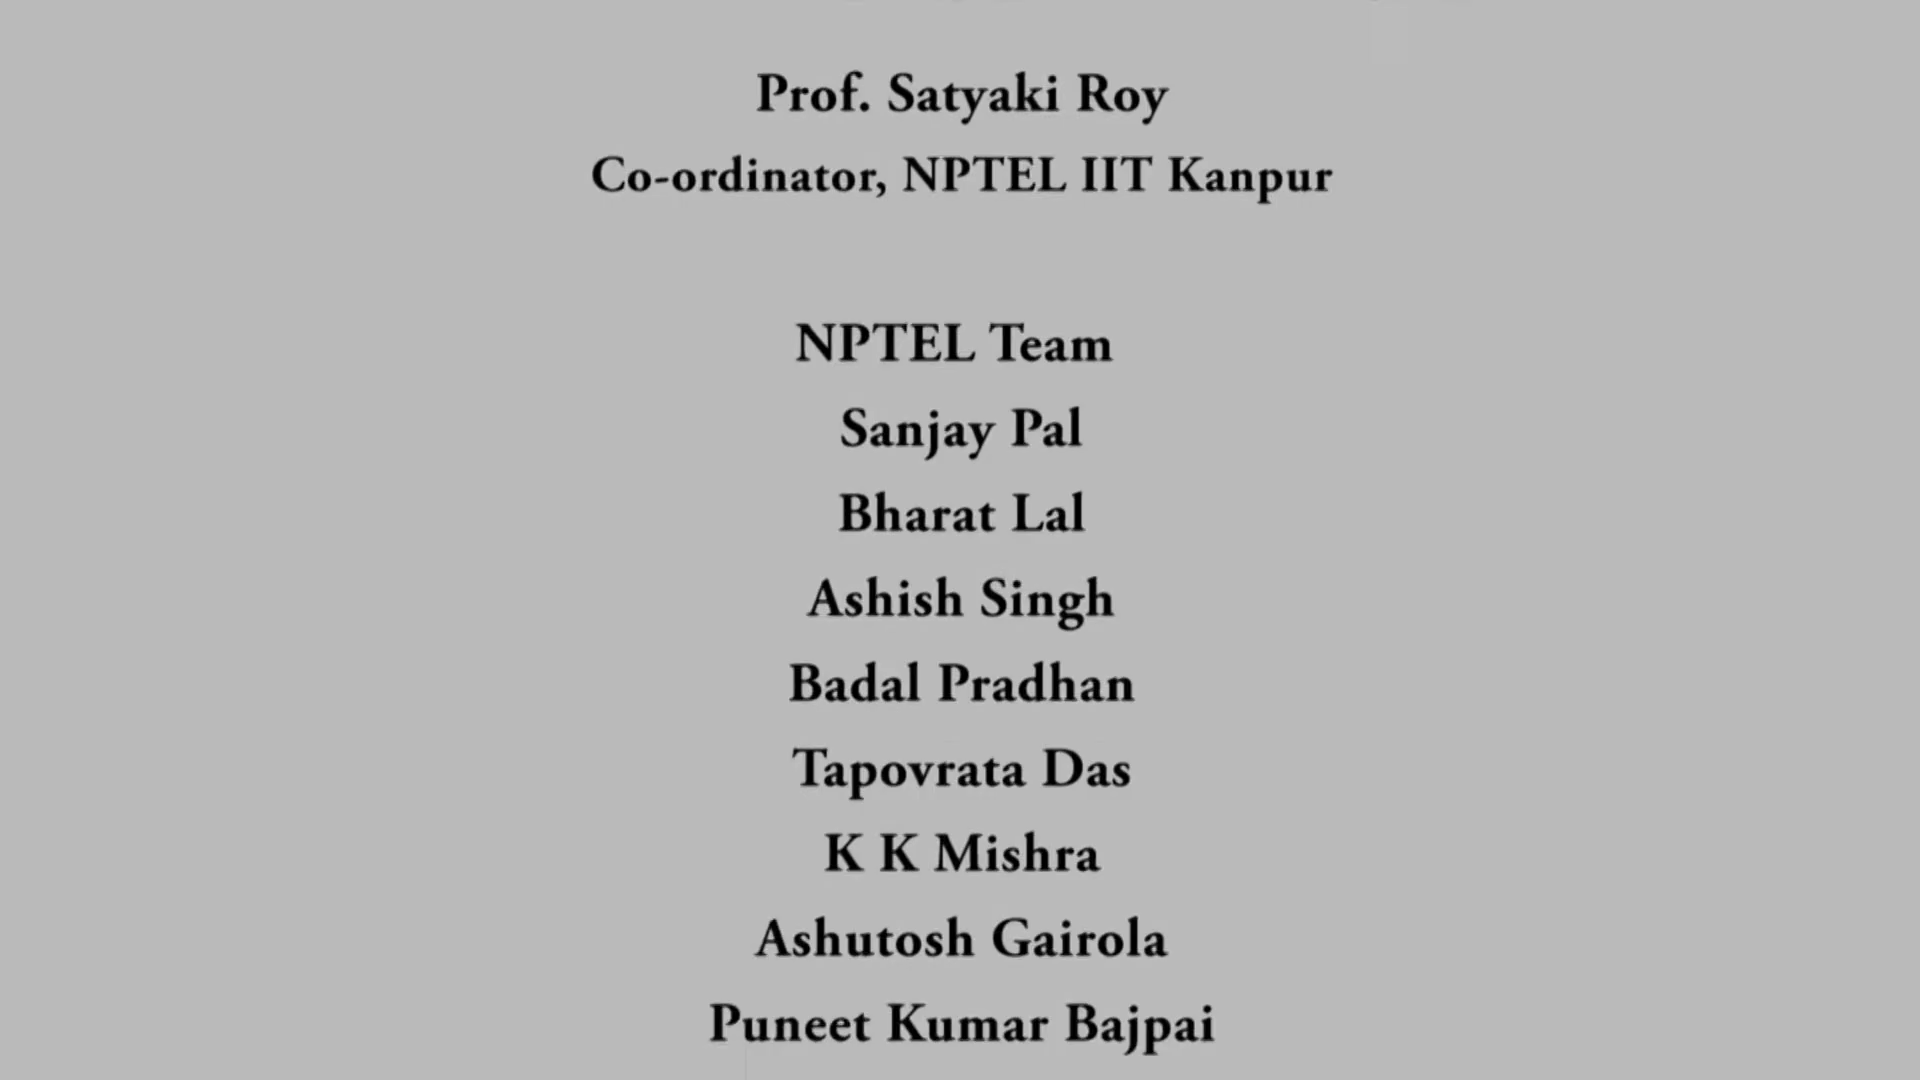 Prof. Satyaki Roy
Co-ordinator, NPTEL IIT Kanpur
NPTEL Team
Sanjay Pal
Bharat Lal
Ashish Singh
Badal Pradhan
Tapovrata Das
K K Mishra
Ashutosh Gairola
Puneet Kumar Bajpai